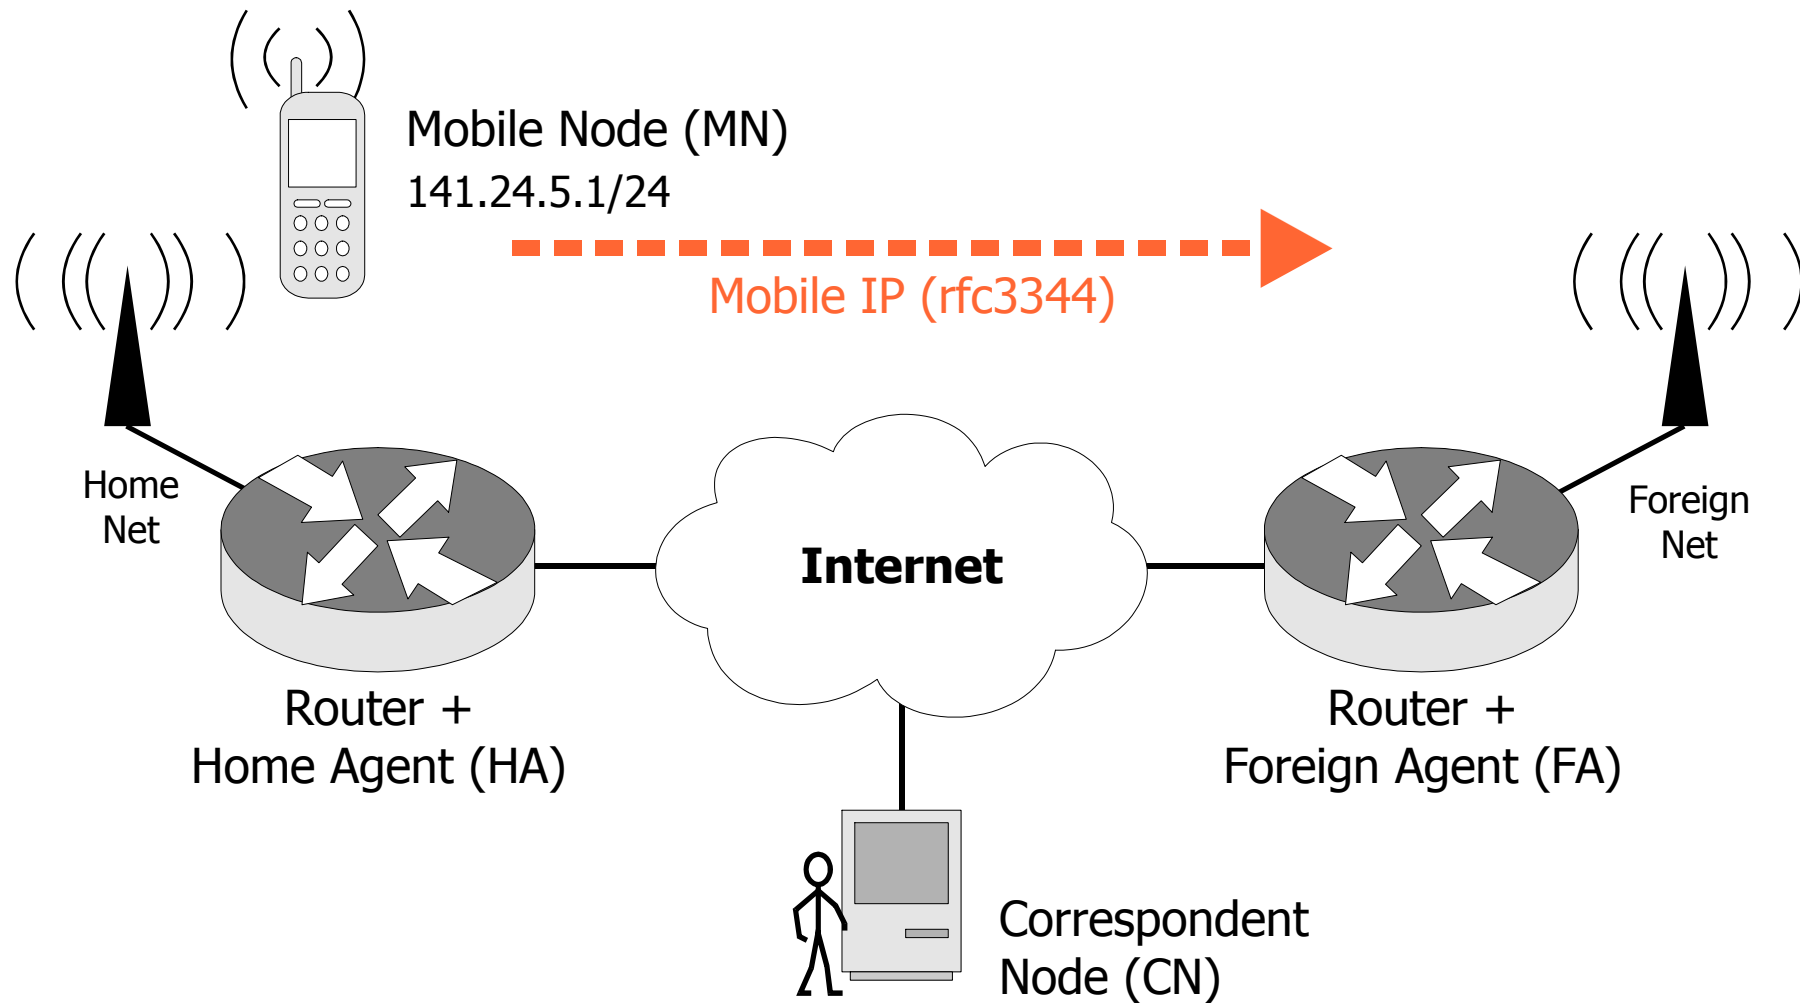 Mobile Node (MN)
141.24.5.1/24
Mobile IP (rfc3344)
Home
Net
Foreign
Net
Internet
Router +
Home Agent (HA)
Router +
Foreign Agent (FA)
Correspondent
Node (CN)